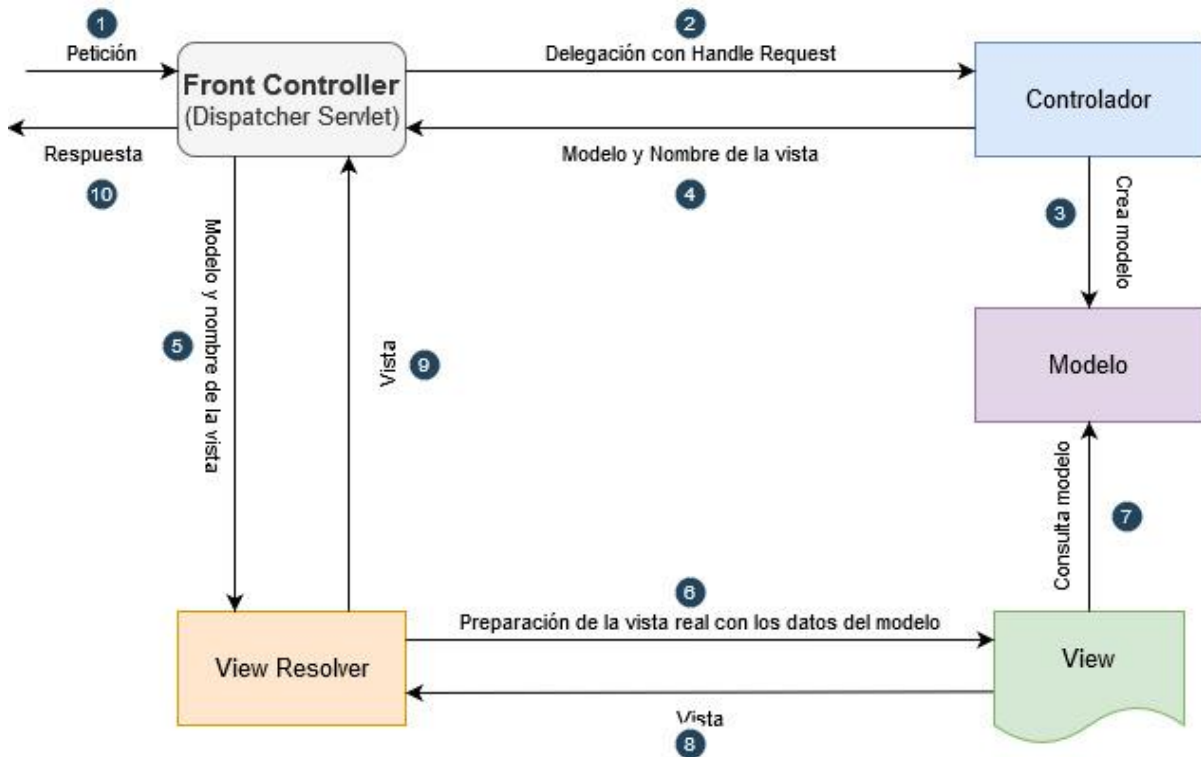 1
Petición
2
Delegación con Handle Request
Front Controller
(Dispatcher Servlet)
Controlador
Respuesta
10
Modelo y Nombre de la vista
4
3
Crea modelo
Modelo y nombre de la vista
5
Vista
9
Modelo
Consulta modelo
7
6
Preparación de la vista real con los datos del modelo
View Resolver
View
Vista
8